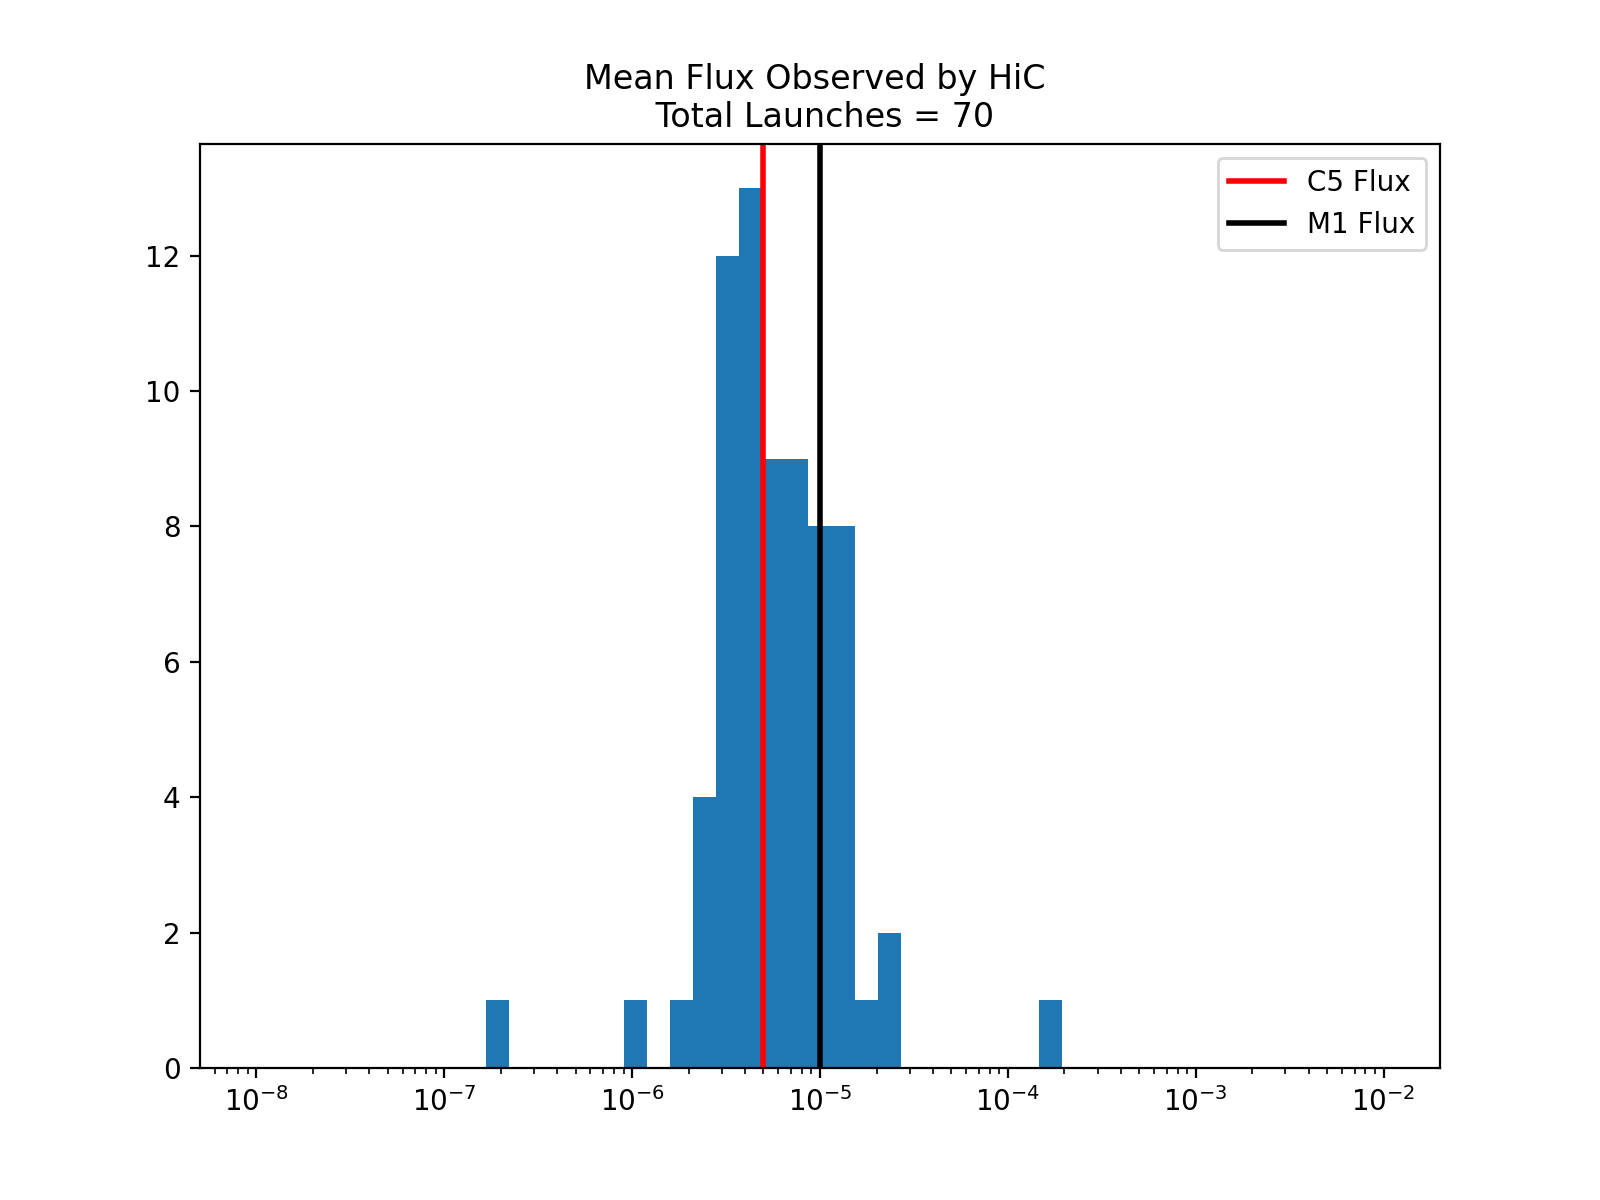 Mean Flux Observed by HiC
Total Launches = 70
C5 Flux
M1 Flux
12
10
8
6
4
2
0
10⁻⁸ 10⁻⁷ 10⁻⁶ 10⁻⁵ 10⁻⁴ 10⁻³ 10⁻²